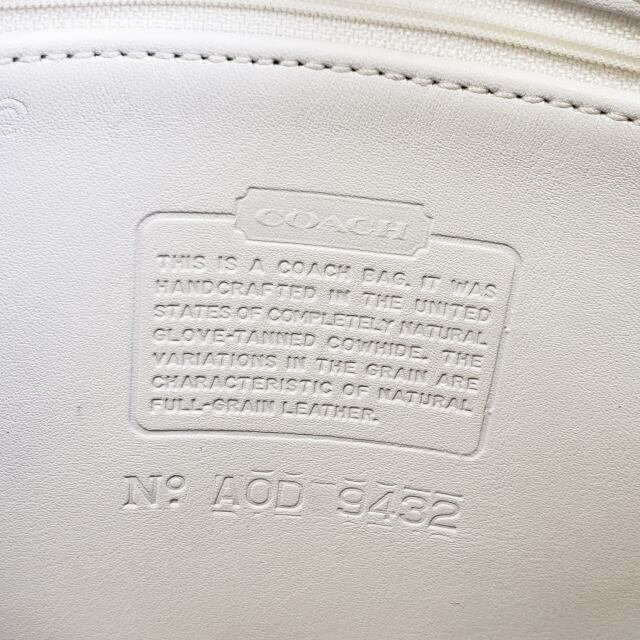 COACH
THIS IS A COACH BAG. IT WAS
HANDCRAFTED IN THE UNITED
STATES OF COMPLETELY NATURAL
GLOVE-TANNED COWHIDE. THE
VARIATIONS IN THE GRAIN ARE
CHARACTERISTIC OF NATURAL
FULL-GRAIN LEATHER.
No AOD-9432